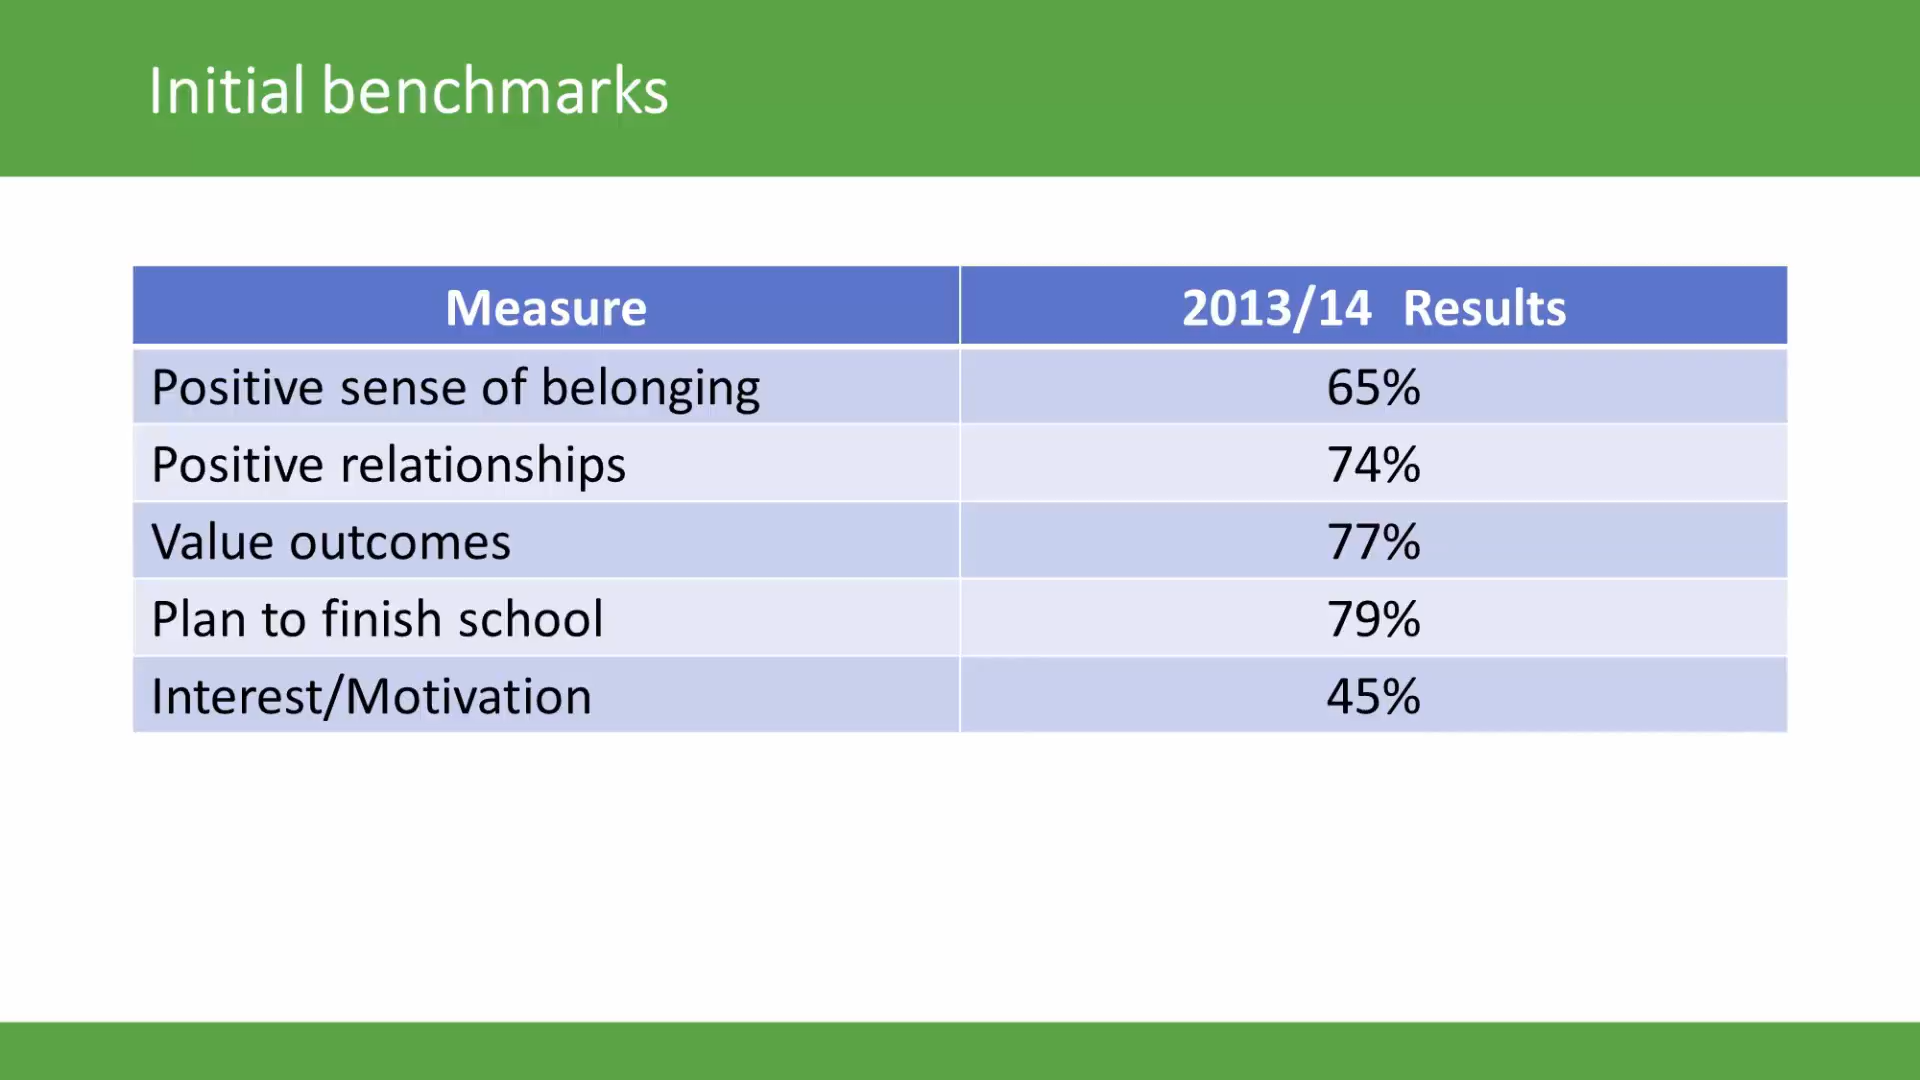 Initial benchmarks
Measure 2013/14 Results
Positive sense of belonging 65%
Positive relationships 74%
Value outcomes 77%
Plan to finish school 79%
Interest/Motivation 45%